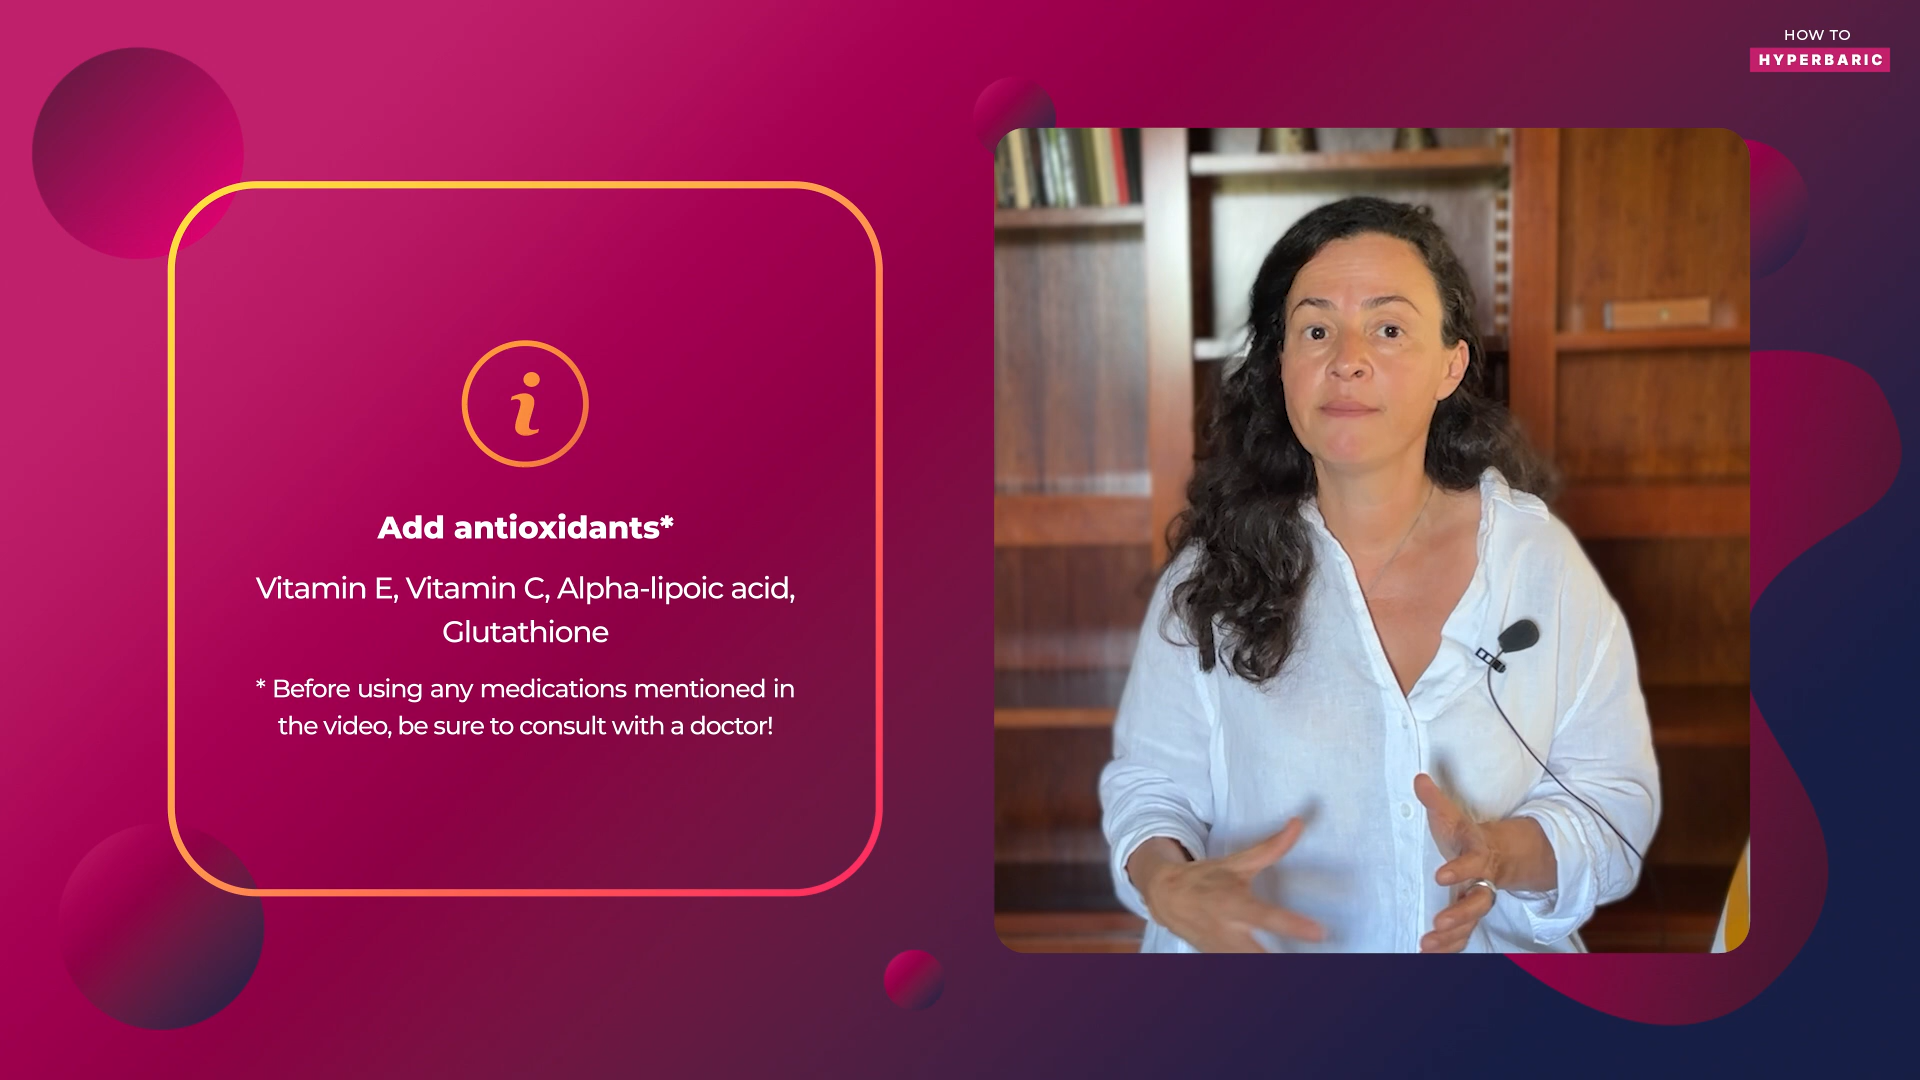 HOW TO
HYPERBARIC
i
Add antioxidants*
Vitamin E, Vitamin C, Alpha-lipoic acid,
Glutathione
* Before using any medications mentioned in
the video, be sure to consult with a doctor!